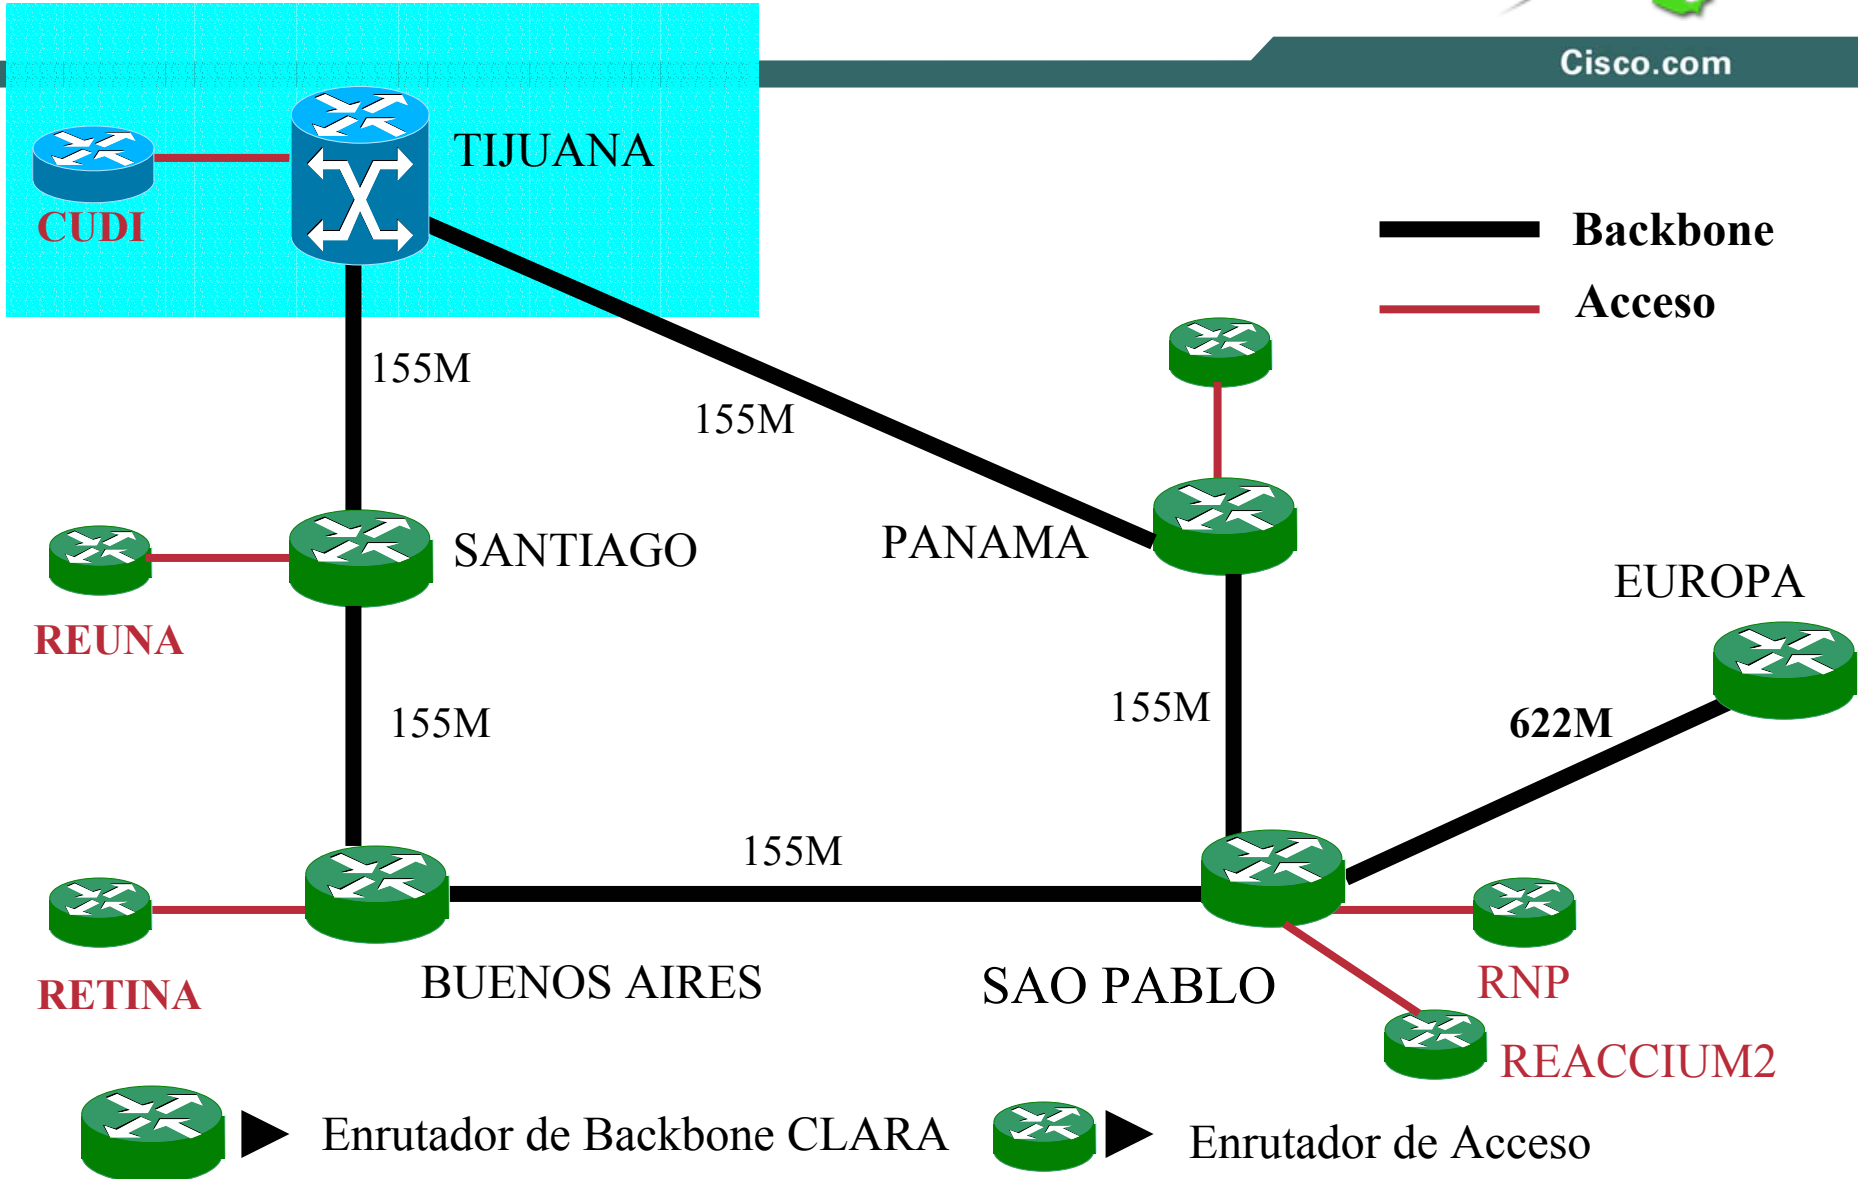 Cisco.com
TIJUANA
CUDI
Backbone
Acceso
155M
155M
SANTIAGO
PANAMA
EUROPA
REUNA
155M
155M
622M
155M
RETINA
BUENOS AIRES
SAO PABLO
RNP
REACCIUM2
Enrutador de Backbone CLARA
Enrutador de Acceso